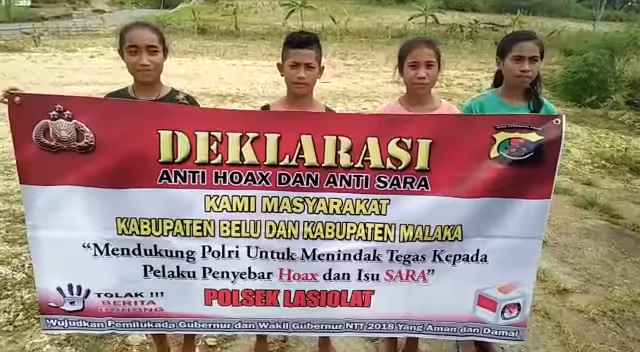 DEKLARASI
ANTI HOAX DAN ANTI SARA
KAMI MASYARAKAT
KABUPATEN BELU DAN KABUPATEN MALAKA
“Mendukung Polri Untuk Menindak Tegas Kepada
Pelaku Penyebar Hoax dan Isu SARA”
TOLAK !!!
BERITA
BOHONG
POLSEK LASIOLAT
Wujudkan Pemilukada Gubernur dan Wakil Gubernur NTT 2018 Yang Aman dan Damai